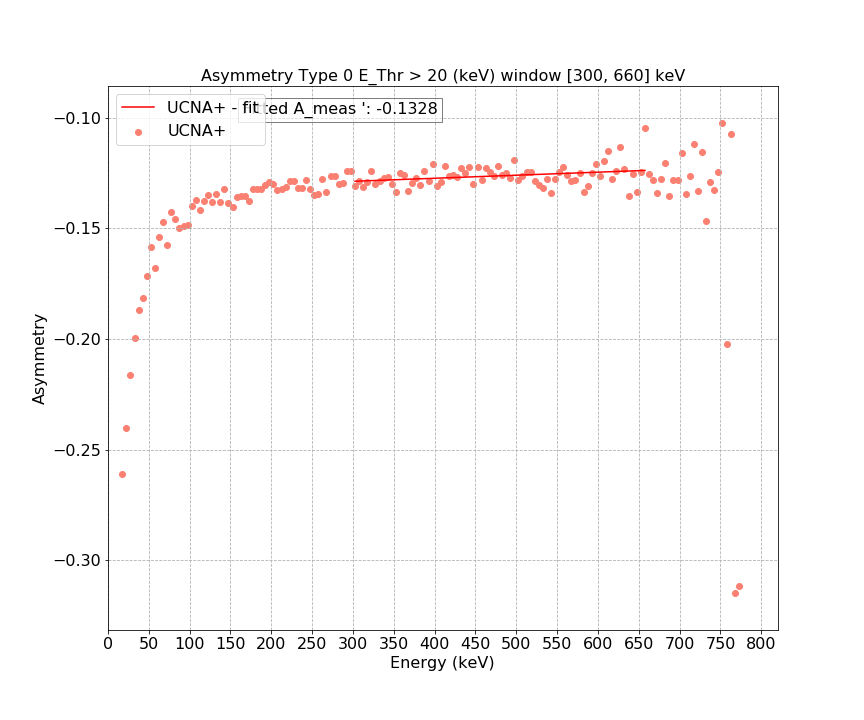 Asymmetry Type 0 E_Thr > 20 (keV) window [300, 660] keV
UCNA+ - fitted A_meas ': -0.1328
UCNA+
Asymmetry
−0.10
−0.15
−0.20
−0.25
−0.30
0 50 100 150 200 250 300 350 400 450 500 550 600 650 700 750 800
Energy (keV)